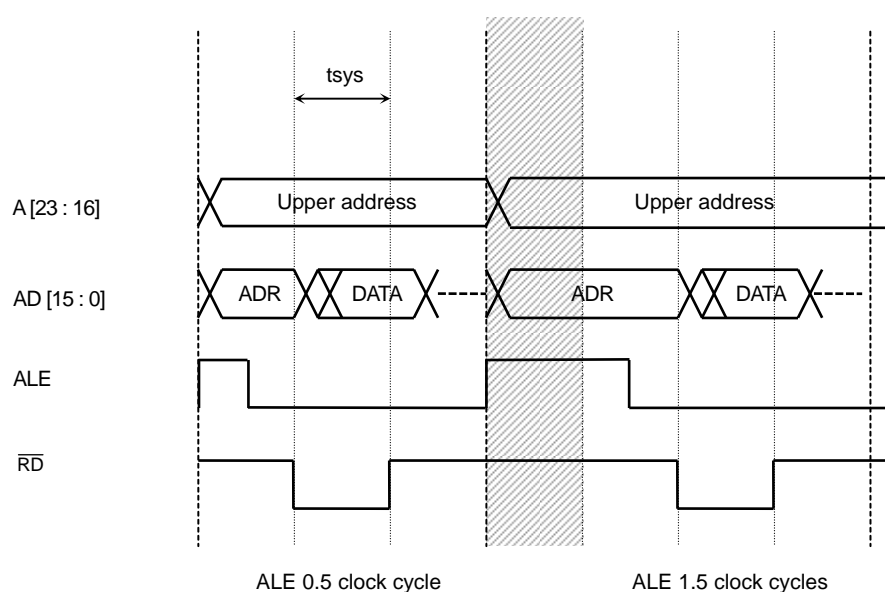 tsys
A [23 : 16]
Upper address
Upper address
AD [15 : 0]
ADR
DATA
ADR
DATA
ALE
RD
ALE 0.5 clock cycle
ALE 1.5 clock cycles